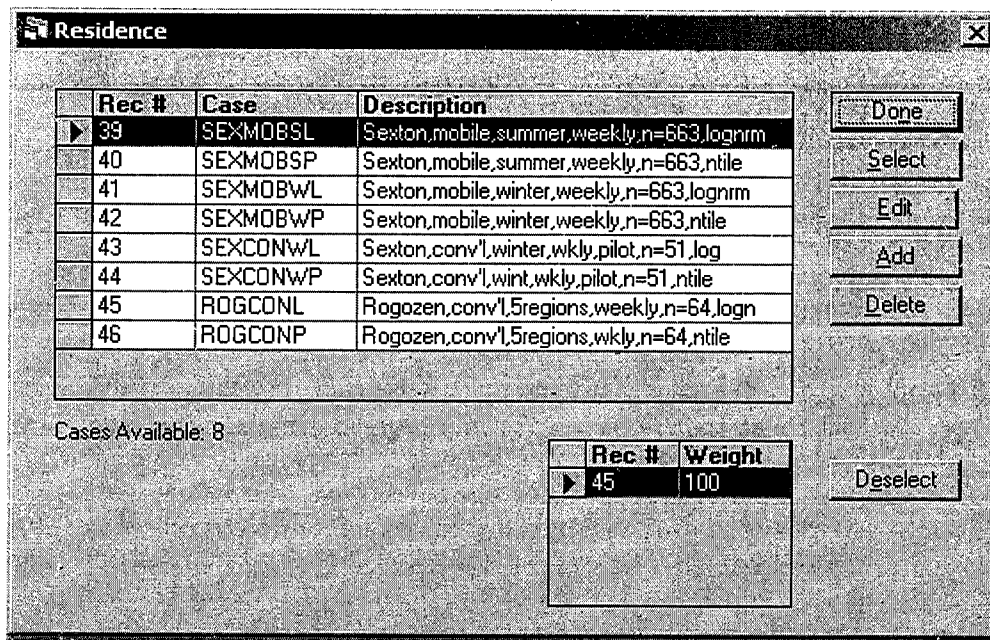 Residence
Rec # Case Description
39 SEXMOBSL Sexton,mobile,summer,weekly,n=663,lognrm
40 SEXMOBSP Sexton,mobile,summer,weekly,n=663,ntile
41 SEXMOBWL Sexton,mobile,winter,weekly,n=663,lognrm
42 SEXMOBWP Sexton,mobile,winter,weekly,n=663,ntile
43 SEXCONWL Sexton,conv'l,winter,wkly,pilot,n=51,log
44 SEXCONWP Sexton,conv'l,wint,wkly,pilot,n=51,ntile
45 ROGCONL Rogozen,conv'l,5regions,weekly,n=64,logn
46 ROGCONP Rogozen,conv'l,5regions,wkly,n=64,ntile
Done
Select
Edit
Add
Delete
Cases Available: 8
Rec # Weight
45 100
Deselect